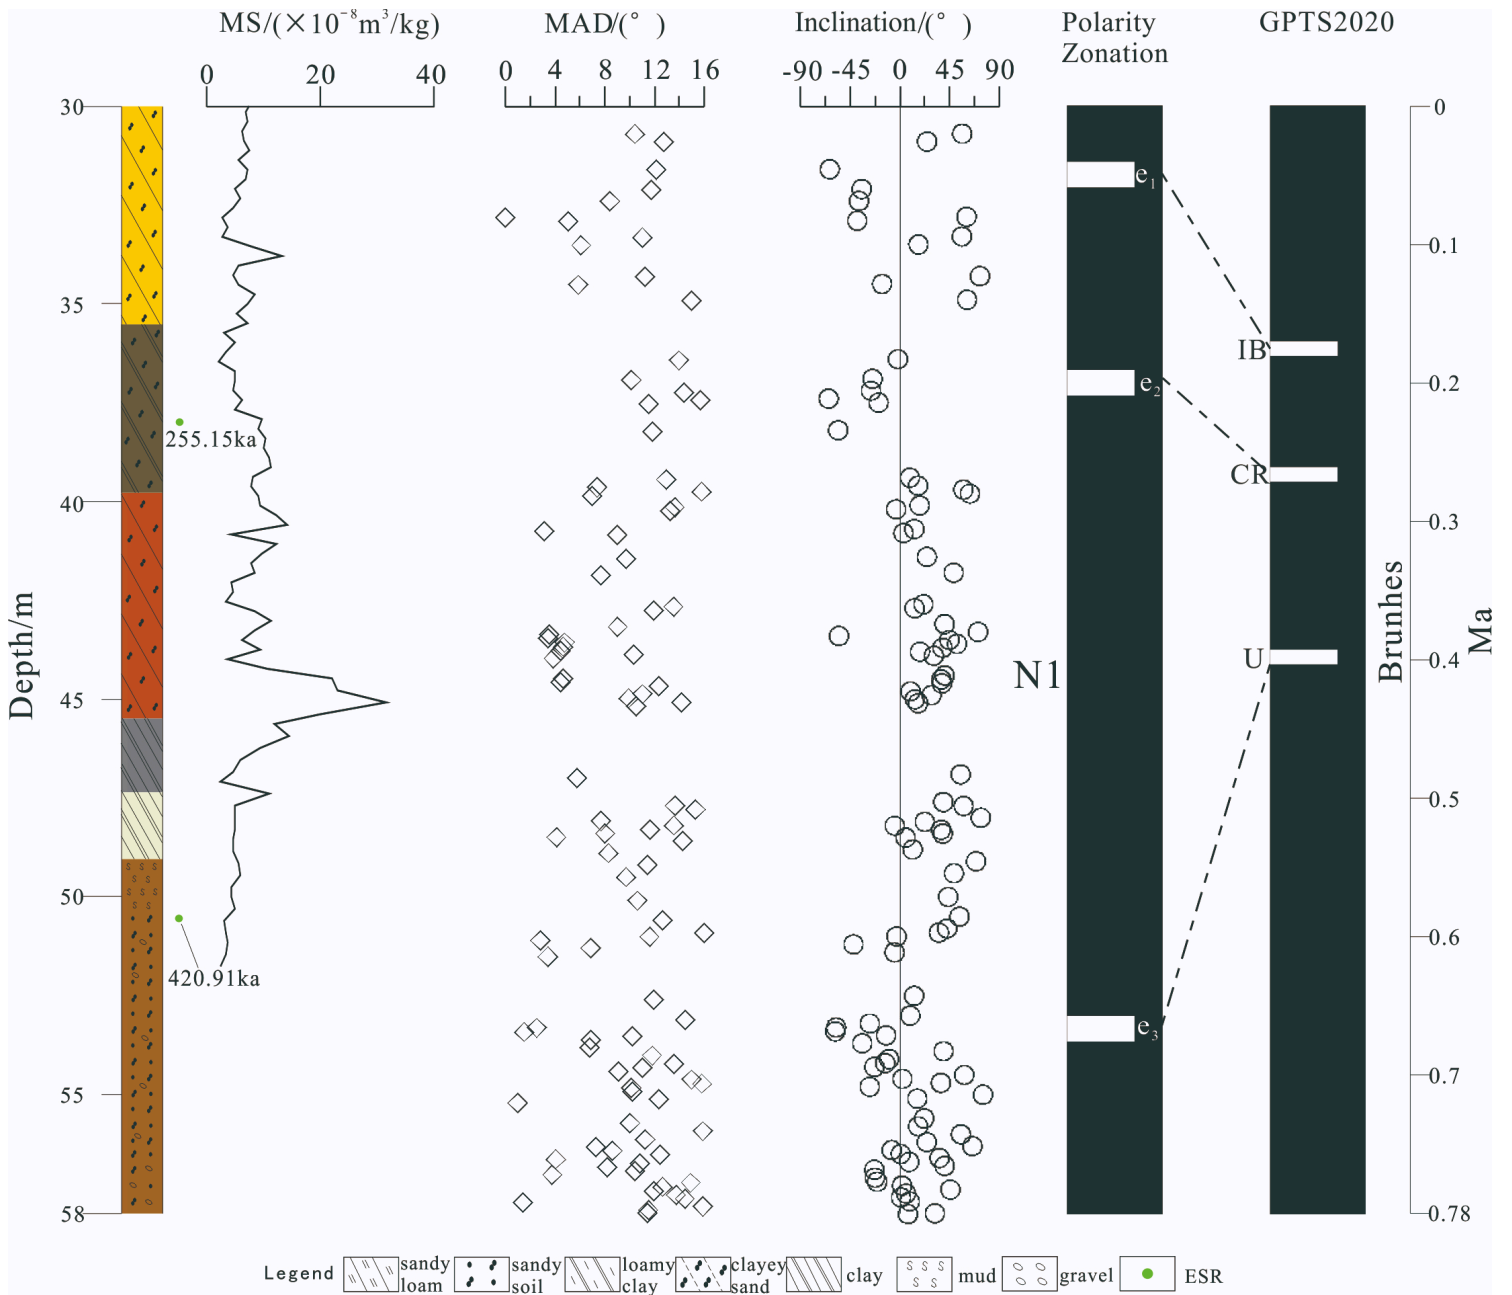 MS/(×10⁻⁸m³/kg)
MAD/(°)
Inclination/(°)
Polarity
Zonation
GPTS2020
0 20 40
0 4 8 12 16
-90 -45 0 45 90
Depth/m
30
35
40
45
50
55
58
255.15ka
420.91ka
N1
e₁
e₂
e₃
IB
CR
U
Brunhes
Ma
0
0.1
0.2
0.3
0.4
0.5
0.6
0.7
0.78
Legend
sandy
loam
sandy
soil
loamy
clay
clayey
sand
clay
mud
gravel
ESR